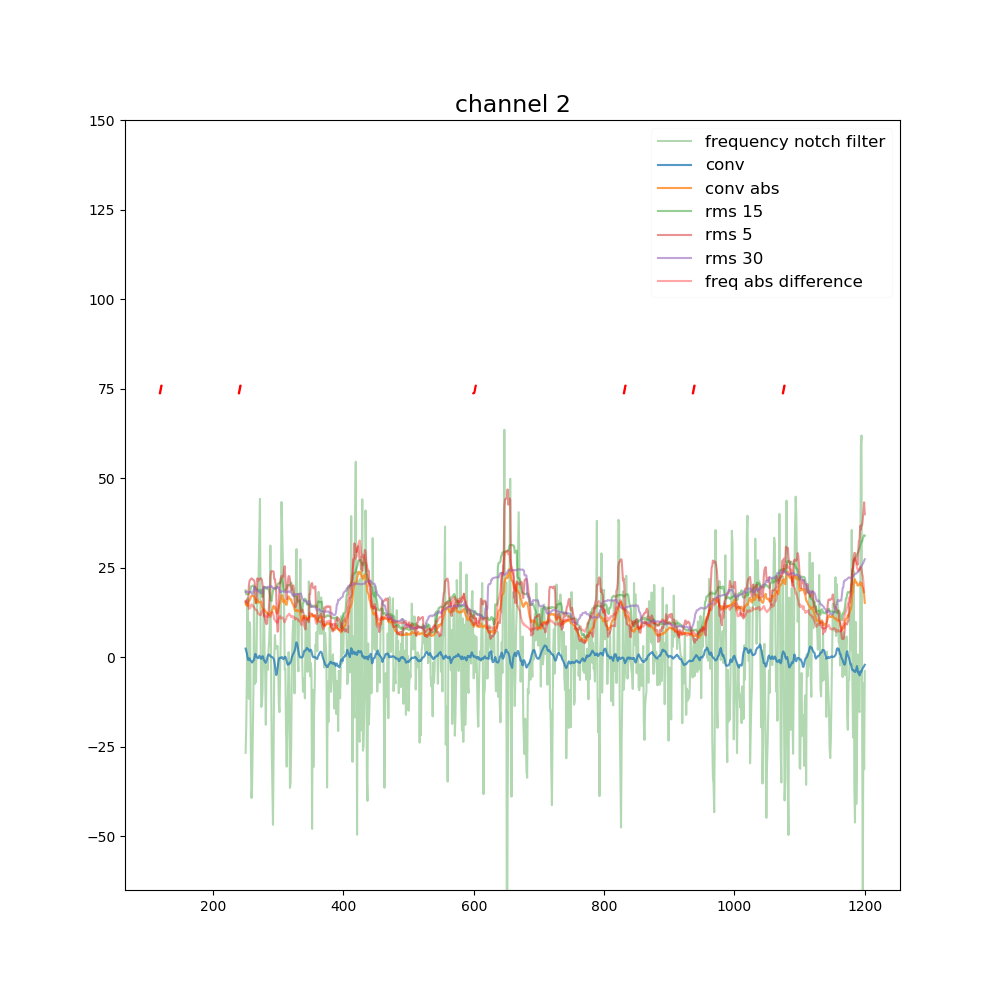 channel 2
150
125
100
75
50
25
0
−25
−50
200
400
600
800
1000
1200
frequency notch filter
conv
conv abs
rms 15
rms 5
rms 30
freq abs difference